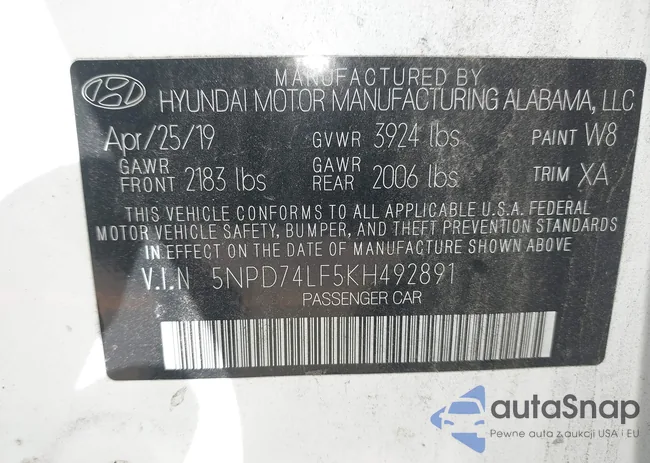 MANUFACTURED BY
HYUNDAI MOTOR MANUFACTURING ALABAMA, LLC
Apr/25/19 GVWR 3924 lbs PAINT W8
GAWR FRONT 2183 lbs GAWR REAR 2006 lbs TRIM XA
THIS VEHICLE CONFORMS TO ALL APPLICABLE U.S.A. FEDERAL
MOTOR VEHICLE SAFETY, BUMPER, AND THEFT PREVENTION STANDARDS
IN EFFECT ON THE DATE OF MANUFACTURE SHOWN ABOVE
V.I.N 5NPD74LF5KH492891
PASSENGER CAR
autaSnap
Pewne auta z aukcji USA i EU